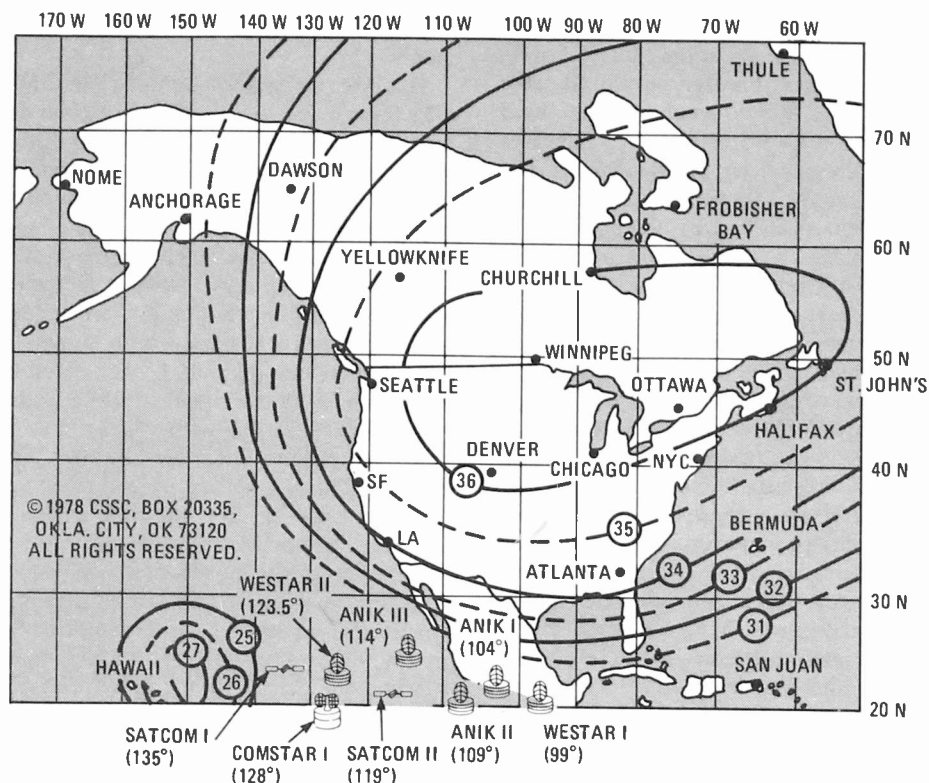 170 W 160 W 150 W 140 W 130 W 120 W 110 W 100 W 90 W 80 W 70 W 60 W
THULE
70 N
NOME
DAWSON
ANCHORAGE
FROBISHER
BAY
60 N
YELLOWKNIFE
CHURCHILL
WINNIPEG
50 N
SEATTLE
OTTAWA
ST. JOHN'S
HALIFAX
DENVER
CHICAGO
NYC
40 N
36
SF
©1978 CSSC, BOX 20335,
OKLA. CITY, OK 73120
ALL RIGHTS RESERVED.
35
BERMUDA
LA
ATLANTA
34
33
32
31
30 N
WESTAR II
(123.5°)
ANIK III
(114°)
ANIK I
(104°)
25
27
26
HAWAII
SAN JUAN
20 N
SATCOM I
(135°)
COMSTAR I
(128°)
SATCOM II
(119°)
ANIK II
(109°)
WESTAR I
(99°)